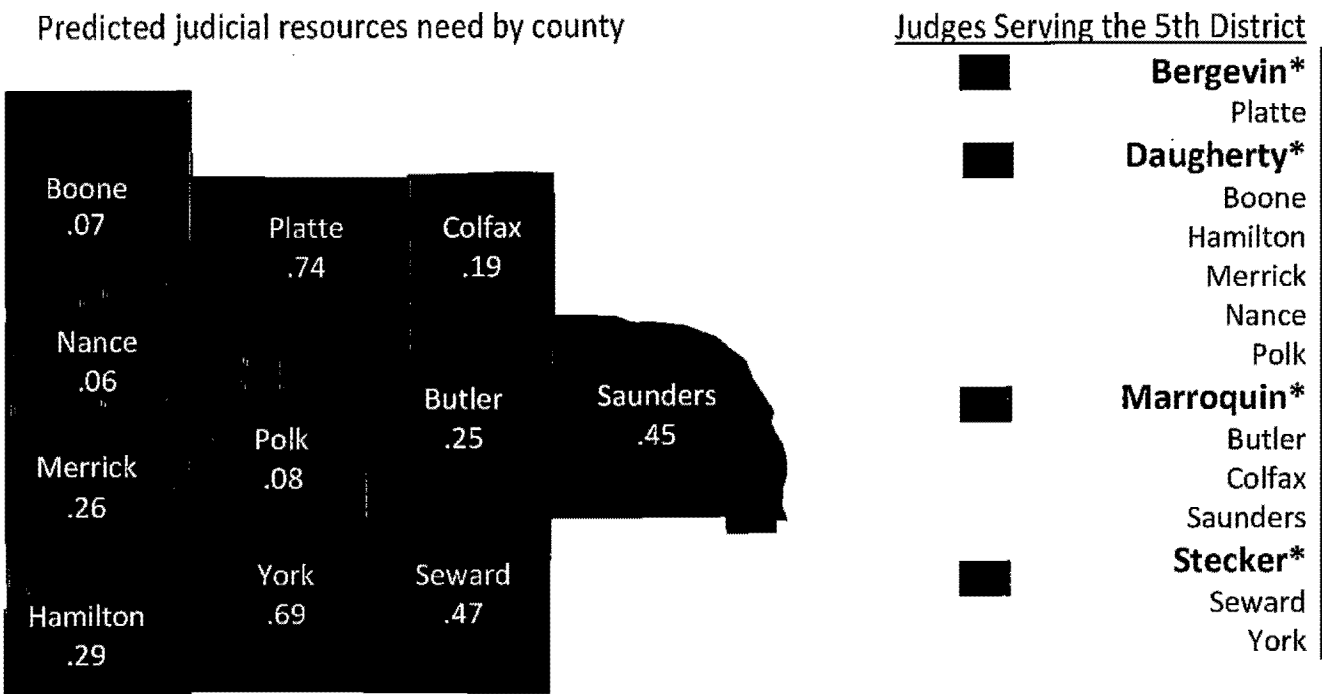 Predicted judicial resources need by county
Boone
.07
Platte
.74
Colfax
.19
Nance
.06
Butler
.25
Saunders
.45
Polk
.08
Merrick
.26
York
.69
Seward
.47
Hamilton
.29
Judges Serving the 5th District
Bergevin*
Platte
Daugherty*
Boone
Hamilton
Merrick
Nance
Polk
Marroquin*
Butler
Colfax
Saunders
Stecker*
Seward
York